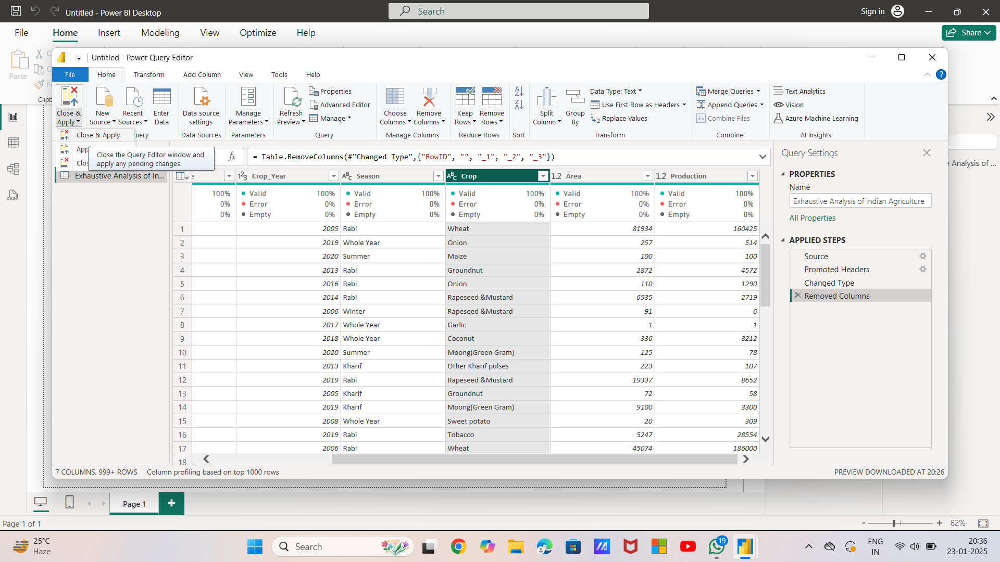 Untitled - Power BI Desktop
Search
Sign in
File Home Insert Modeling View Optimize Help
Share
Paste
Clipb
Untitled - Power Query Editor
File Home Transform Add Column View Tools Help
Close & Apply
New Source
Recent Sources
Enter Data
Data source settings
Manage Parameters
Refresh Preview
Properties
Advanced Editor
Manage
Choose Columns
Remove Columns
Keep Rows
Remove Rows
Split Column
Group By
Data Type: Text
Use First Row as Headers
Replace Values
Merge Queries
Append Queries
Combine Files
Text Analytics
Vision
Azure Machine Learning
uery Data Sources Parameters Query Manage Columns Reduce Rows Sort Transform Combine AI Insights
Close & Apply
App
Clos
Close the Query Editor window and
apply any pending changes.
Exhaustive Analysis of In...
fx = Table.RemoveColumns(#"Changed Type",{"RowID", "", "_1", "_2", "_3"})
e 1²3 Crop_Year ABC Season ABC Crop 1.2 Area 1.2 Production
100% Valid 100% Valid 100% Valid 100% Valid 100% Valid 100%
0% Error 0% Error 0% Error 0% Error 0% Error 0%
0% Empty 0% Empty 0% Empty 0% Empty 0% Empty 0%
1 2005 Rabi Wheat 81934 160425
2 2019 Whole Year Onion 257 514
3 2020 Summer Maize 100 100
4 2013 Rabi Groundnut 2872 4572
5 2016 Rabi Onion 110 1290
6 2014 Rabi Rapeseed &Mustard 6535 2719
7 2006 Winter Rapeseed &Mustard 91 6
8 2017 Whole Year Garlic 1 1
9 2018 Whole Year Coconut 336 3212
10 2020 Summer Moong(Green Gram) 125 78
11 2013 Kharif Other Kharif pulses 223 107
12 2019 Rabi Rapeseed &Mustard 19337 8652
13 2005 Kharif Groundnut 72 58
14 2019 Kharif Moong(Green Gram) 9100 3300
15 2008 Whole Year Sweet potato 20 309
16 2019 Rabi Tobacco 5247 28554
17 2006 Rabi Wheat 45074 186000
18
Query Settings
PROPERTIES
Name
Exhaustive Analysis of Indian Agriculture
All Properties
APPLIED STEPS
Source
Promoted Headers
Changed Type
Removed Columns
e Analysis of ...
7 COLUMNS, 999+ ROWS Column profiling based on top 1000 rows
PREVIEW DOWNLOADED AT 20:26
Page 1
Page 1 of 1
- + 82%
25°C
Haze
Search
19
ENG
IN
20:36
23-01-2025